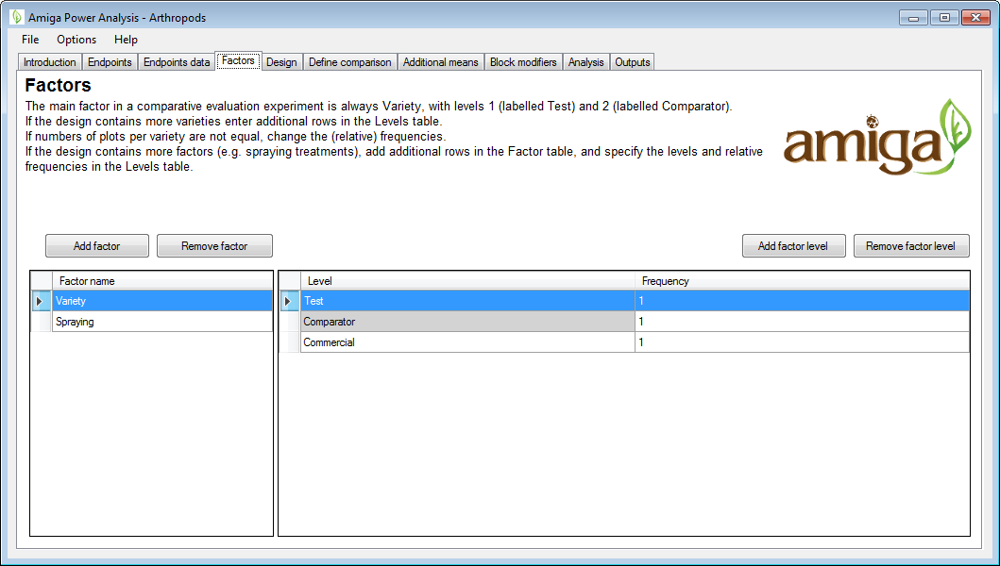 Amiga Power Analysis - Arthropods
File Options Help
Introduction Endpoints Endpoints data Factors Design Define comparison Additional means Block modifiers Analysis Outputs
Factors
The main factor in a comparative evaluation experiment is always Variety, with levels 1 (labelled Test) and 2 (labelled Comparator).
If the design contains more varieties enter additional rows in the Levels table.
If numbers of plots per variety are not equal, change the (relative) frequencies.
If the design contains more factors (e.g. spraying treatments), add additional rows in the Factor table, and specify the levels and relative
frequencies in the Levels table.
amiga
Add factor Remove factor Add factor level Remove factor level
Factor name Level Frequency
Variety Test 1
Spraying Comparator 1
Commercial 1